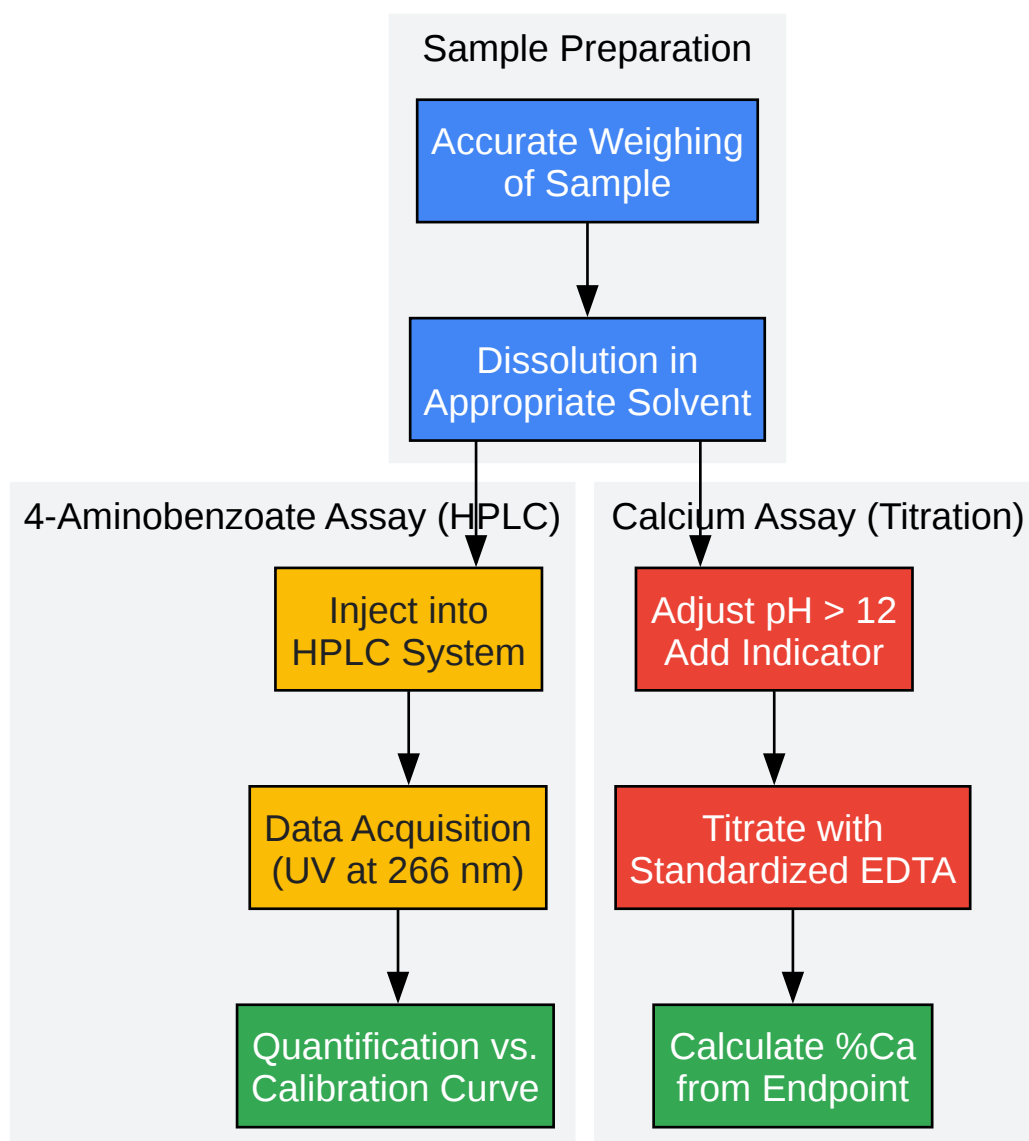 Sample Preparation
Accurate Weighing
of Sample
Dissolution in
Appropriate Solvent
4-Aminobenzoate Assay (HPLC)
Inject into
HPLC System
Data Acquisition
(UV at 266 nm)
Quantification vs.
Calibration Curve
Calcium Assay (Titration)
Adjust pH > 12
Add Indicator
Titrate with
Standardized EDTA
Calculate %Ca
from Endpoint